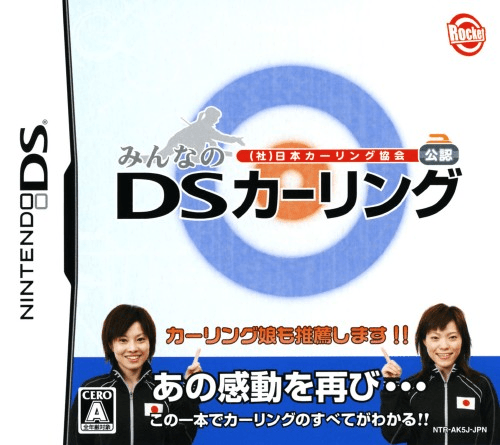 Rocket
NINTENDO DS
(社)日本カーリング協会
公認
みんなの
DSカーリング
カーリング娘も推薦します!!
あの感動を再び・・・
この一本でカーリングのすべてがわかる!!
CERO
A
全年齢対象
NTR-AK5J-JPN